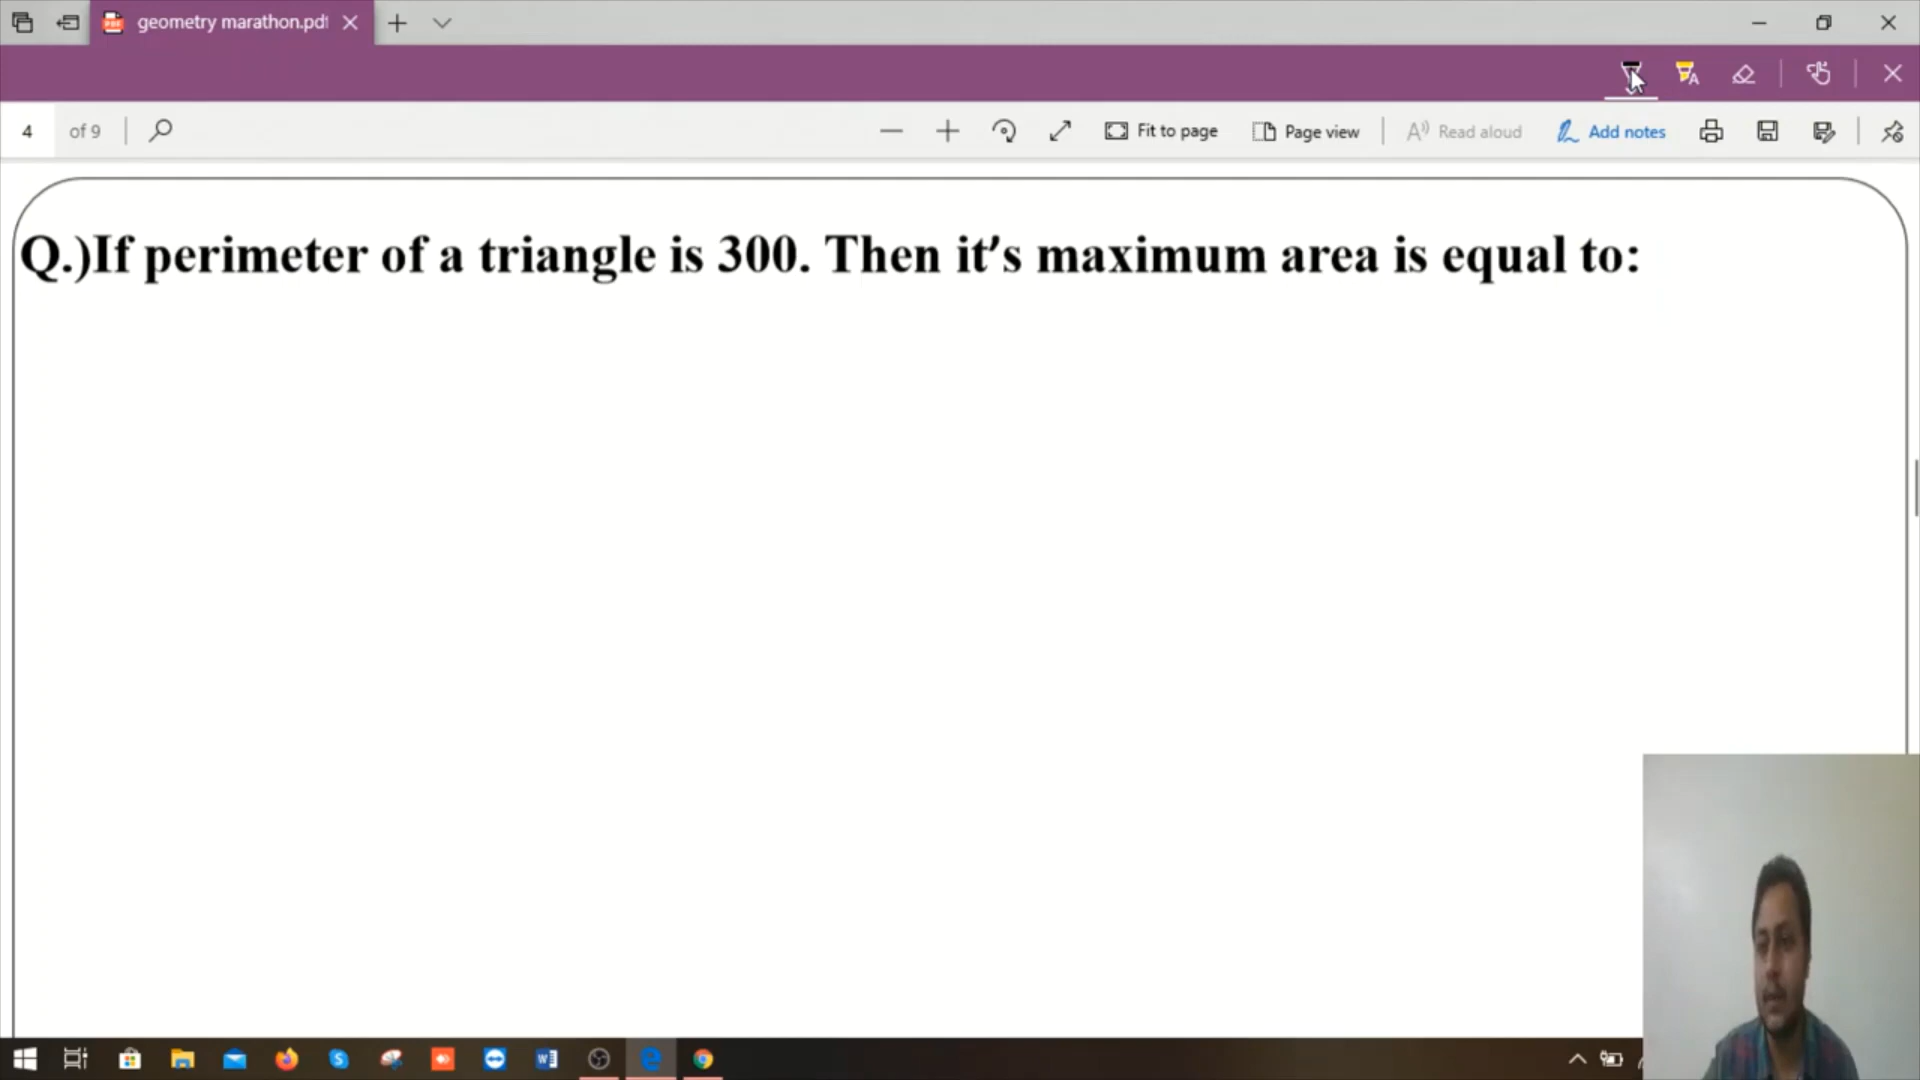 geometry marathon.pdf
4 of 9
Fit to page
Page view
Read aloud
Add notes
Q.)If perimeter of a triangle is 300. Then it's maximum area is equal to: